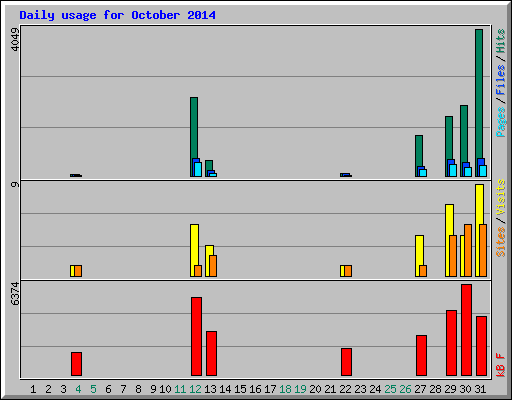 Daily usage for October 2014
4049
Pages / Files / Hits
9
Sites / Visits
6374
kB F
1 2 3 4 5 6 7 8 9 10 11 12 13 14 15 16 17 18 19 20 21 22 23 24 25 26 27 28 29 30 31